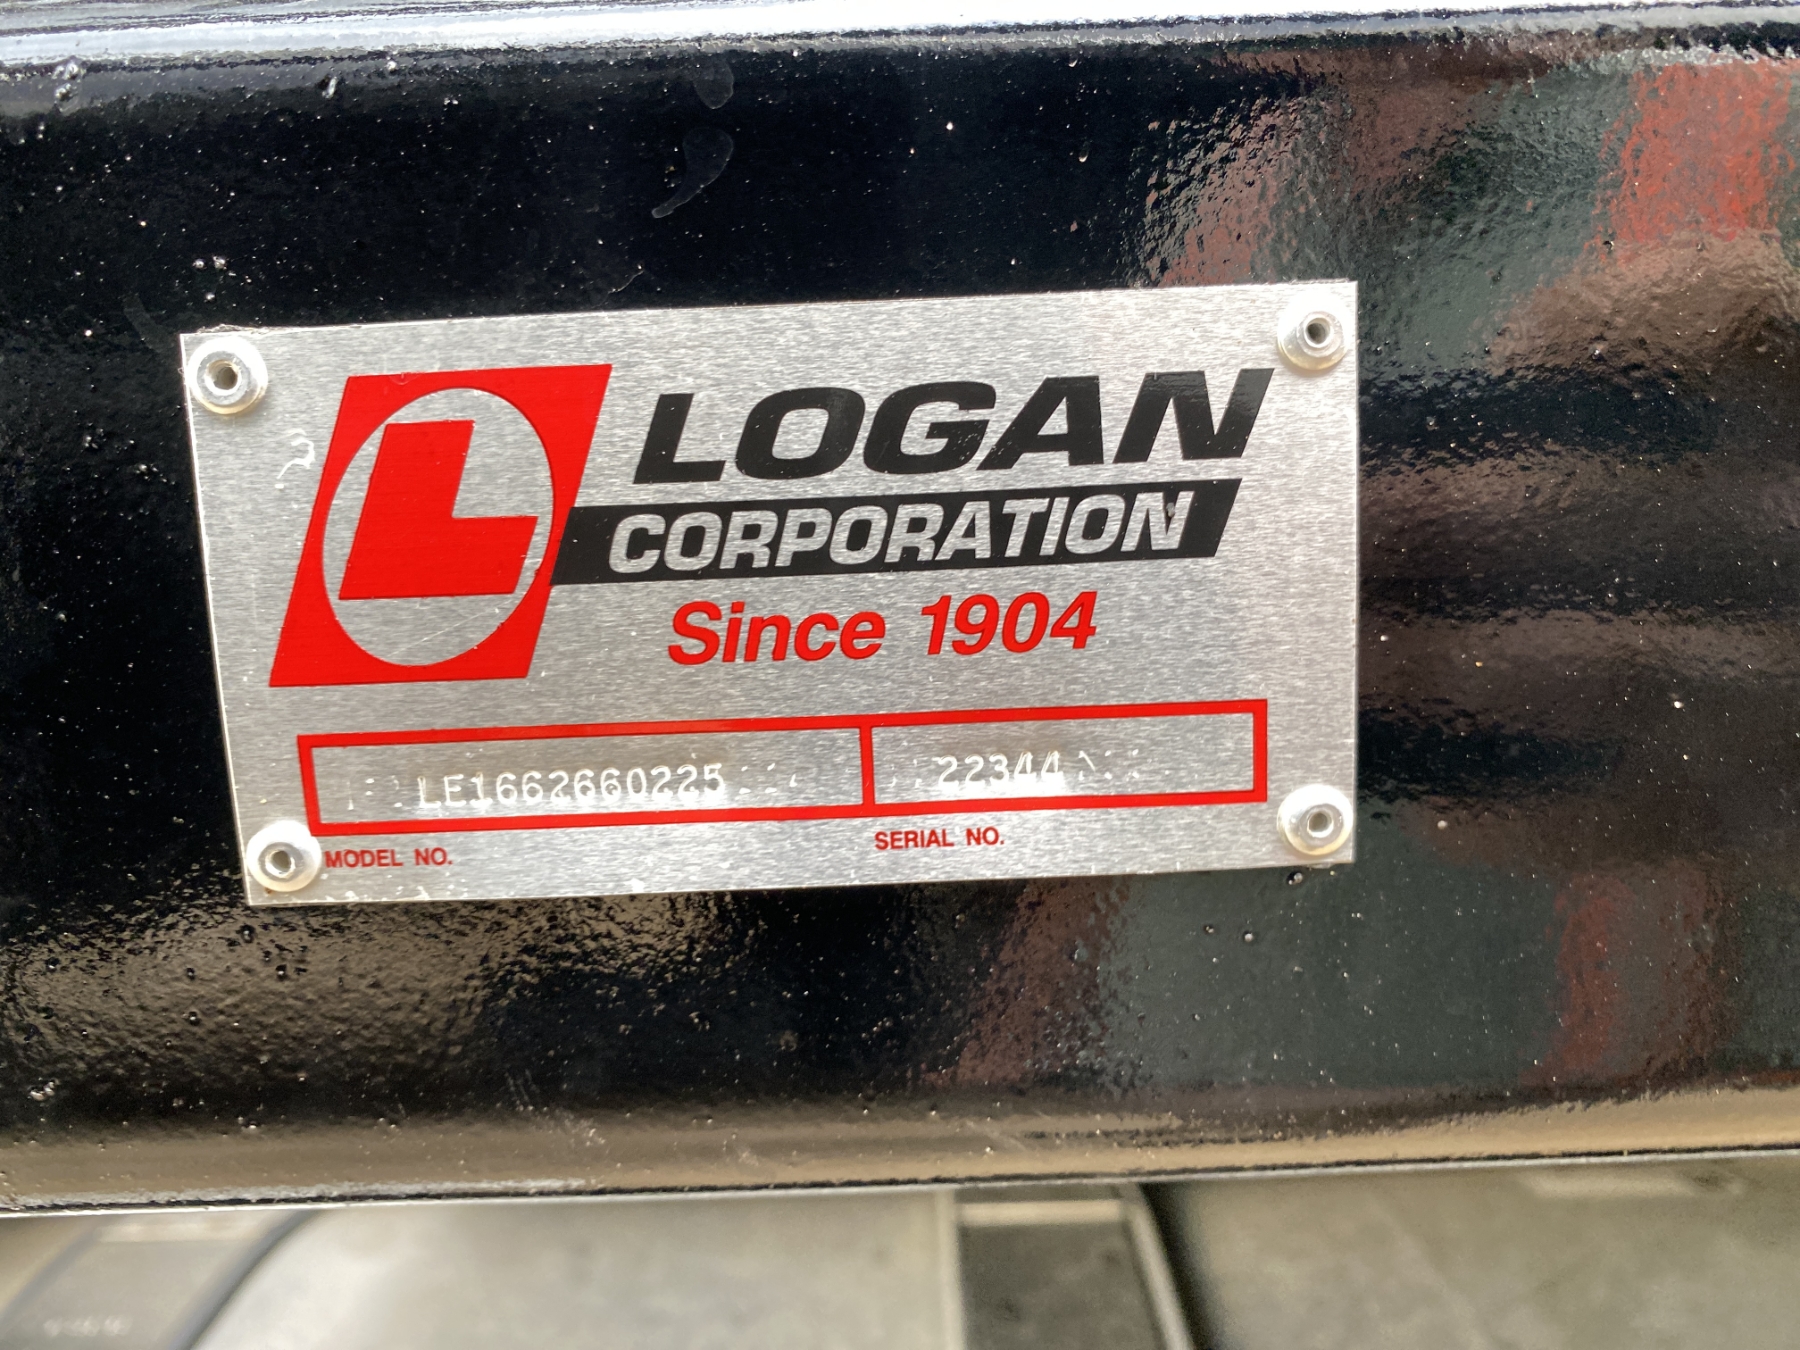 L
LOGAN
CORPORATION
Since 1904
LE1662660225 22344
MODEL NO. SERIAL NO.